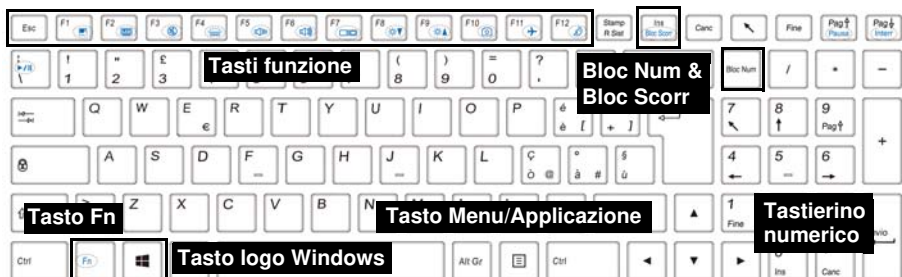 Esc F1 F2 F3 F4 F5 F6 F7 F8 F9 F10 F11 F12 Stamp Ins Canc Fine Pag Pag
R Sist Bloc Scorr Pausa Interr
! " £ ( ) = ?
\ 1 2 3 8 9 0 '
Tasti funzione
Bloc Num &
Bloc Scorr
Bloc Num / * -
Q W E R T Y U I O P é
€ è [ + ]
7 8 9
Pag
+
A S D F G H J K L ç ° §
ò @ à # ù
4 5 6
Tasto Fn
Z X C V B N
Tasto Menu/Applicazione
1
Fine
Tastierino
numerico
Ctrl Fn
Tasto logo Windows
Alt Gr Ctrl
Ins Canc